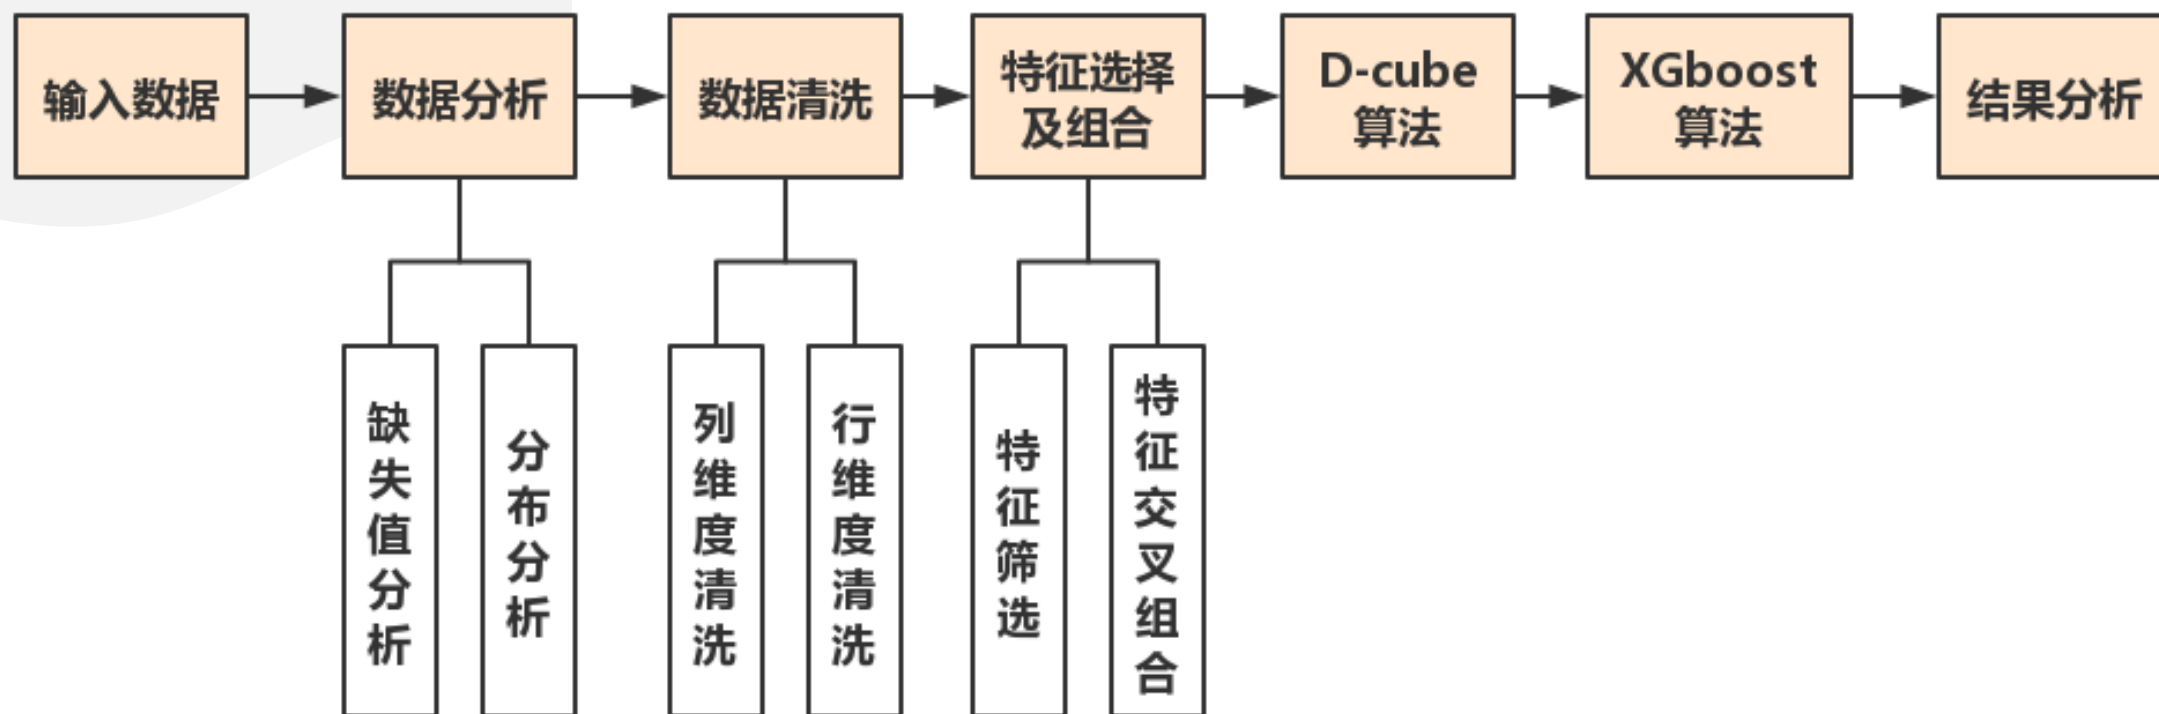 输入数据
数据分析
数据清洗
特征选择
及组合
D-cube
算法
XGboost
算法
结果分析
缺失值分析
分布分析
列维度清洗
行维度清洗
特征筛选
特征交叉组合